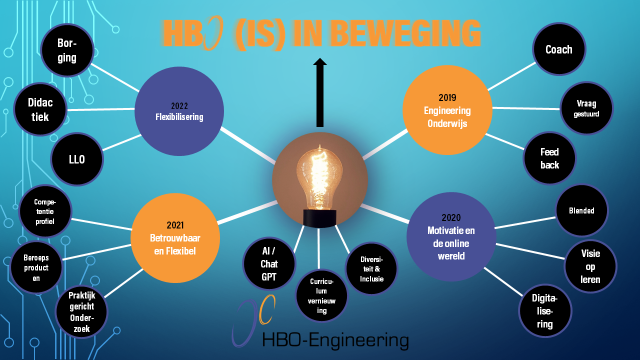 HBO (IS) IN BEWEGING
Bor-
ging
Didac
tiek
LLO
2022
Flexibilisering
2019
Engineering
Onderwijs
Coach
Vraag
gestuurd
Feed
back
Compe-
tentie
profiel
Beroeps
product
en
Praktijk
gericht
Onder-
zoek
2021
Betrouwbaar
en Flexibel
2020
Motivatie en
de online
wereld
Blended
Visie
op
leren
Digita-
lise-
ring
AI /
Chat
GPT
Curricu-
lum
vernieuw
ing
Diversi-
teit &
Inclusie
HBO-Engineering